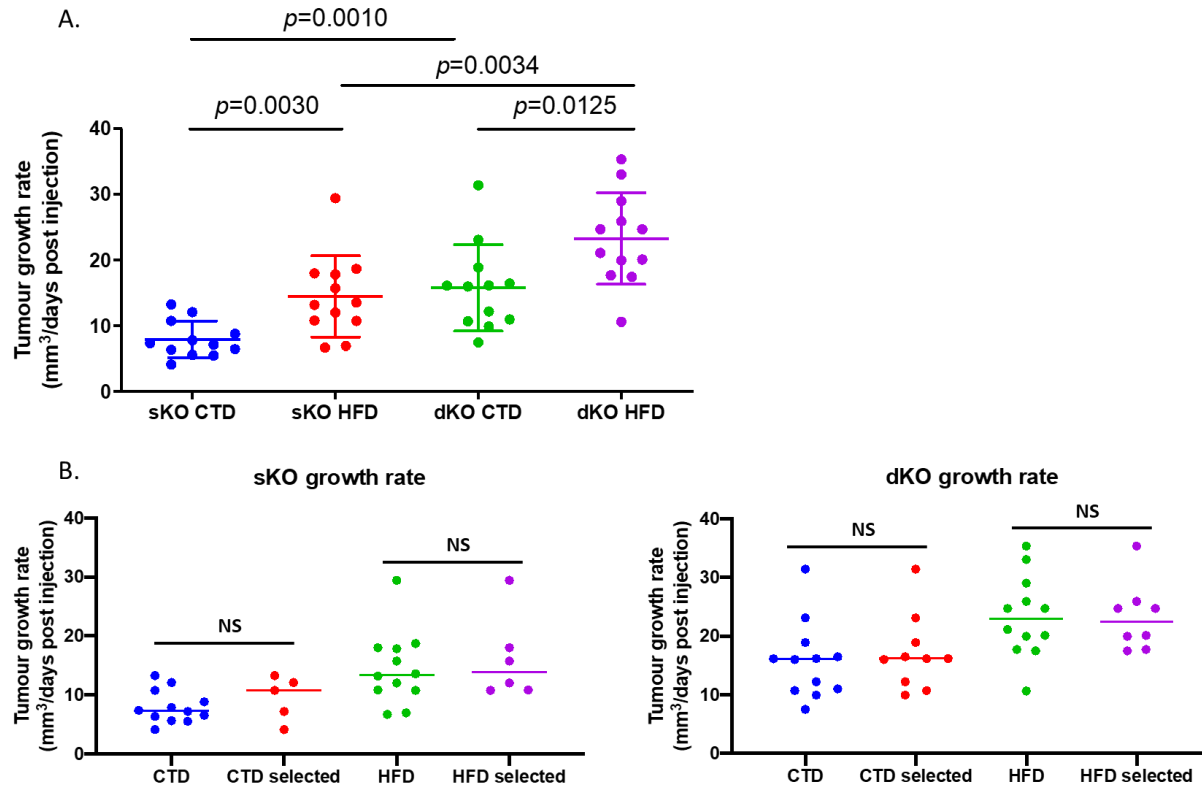 A.
p=0.0010
p=0.0034
p=0.0030
p=0.0125
Tumour growth rate
(mm³/days post injection)
40
30
20
10
0
sKO CTD
sKO HFD
dKO CTD
dKO HFD
B.
sKO growth rate
Tumour growth rate
(mm³/days post injection)
40
30
20
10
0
NS
NS
CTD
CTD selected
HFD
HFD selected
dKO growth rate
Tumour growth rate
(mm³/days post injection)
40
30
20
10
0
NS
NS
CTD
CTD selected
HFD
HFD selected